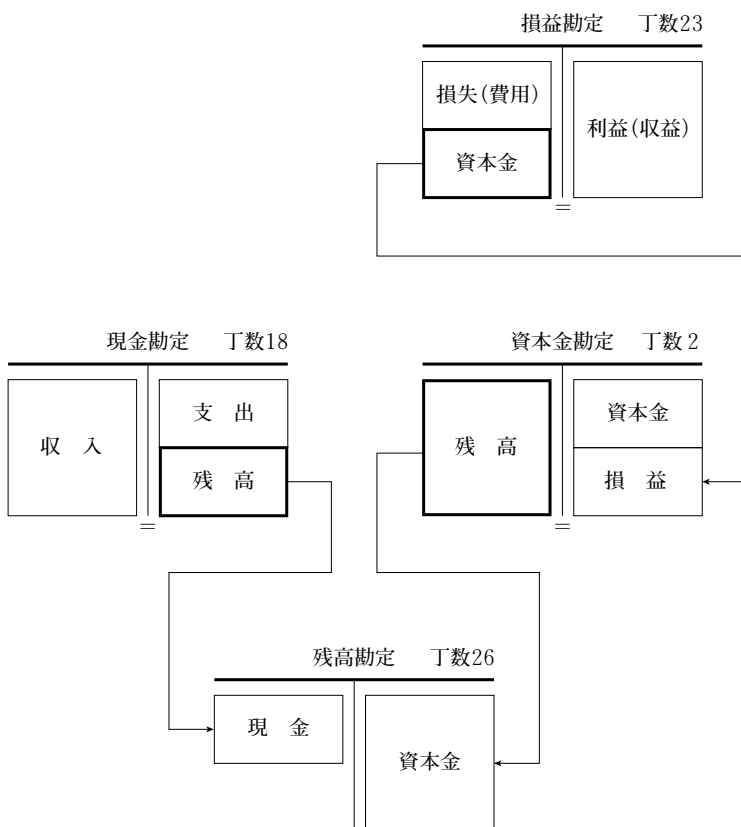 損益勘定 丁数23
損失(費用)
利益(収益)
資本金
=
現金勘定 丁数18
資本金勘定 丁数2
収 入
支 出
残 高
残 高
資本金
損 益
=
=
残高勘定 丁数26
現 金
資本金